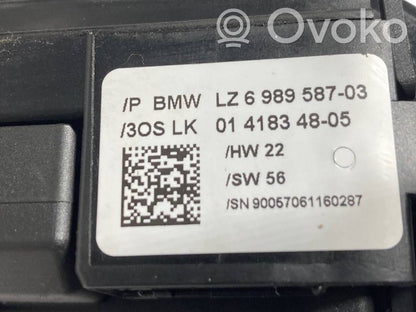 Ovoko
/P BMW LZ 6 989 587-03
/3OS LK 01 4183 48-05
/HW 22
/SW 56
/SN 90057061160287